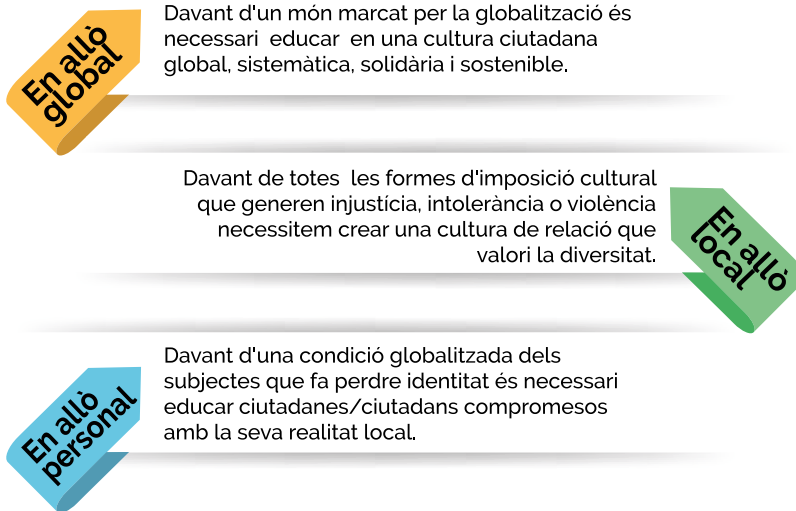 En allò
global
Davant d'un món marcat per la globalització és
necessari educar en una cultura ciutadana
global, sistemàtica, solidària i sostenible.
Davant de totes les formes d'imposició cultural
que generen injustícia, intolerància o violència
necessitem crear una cultura de relació que
valori la diversitat.
En allò
local
En allò
personal
Davant d'una condició globalitzada dels
subjectes que fa perdre identitat és necessari
educar ciutadanes/ciutadans compromesos
amb la seva realitat local.